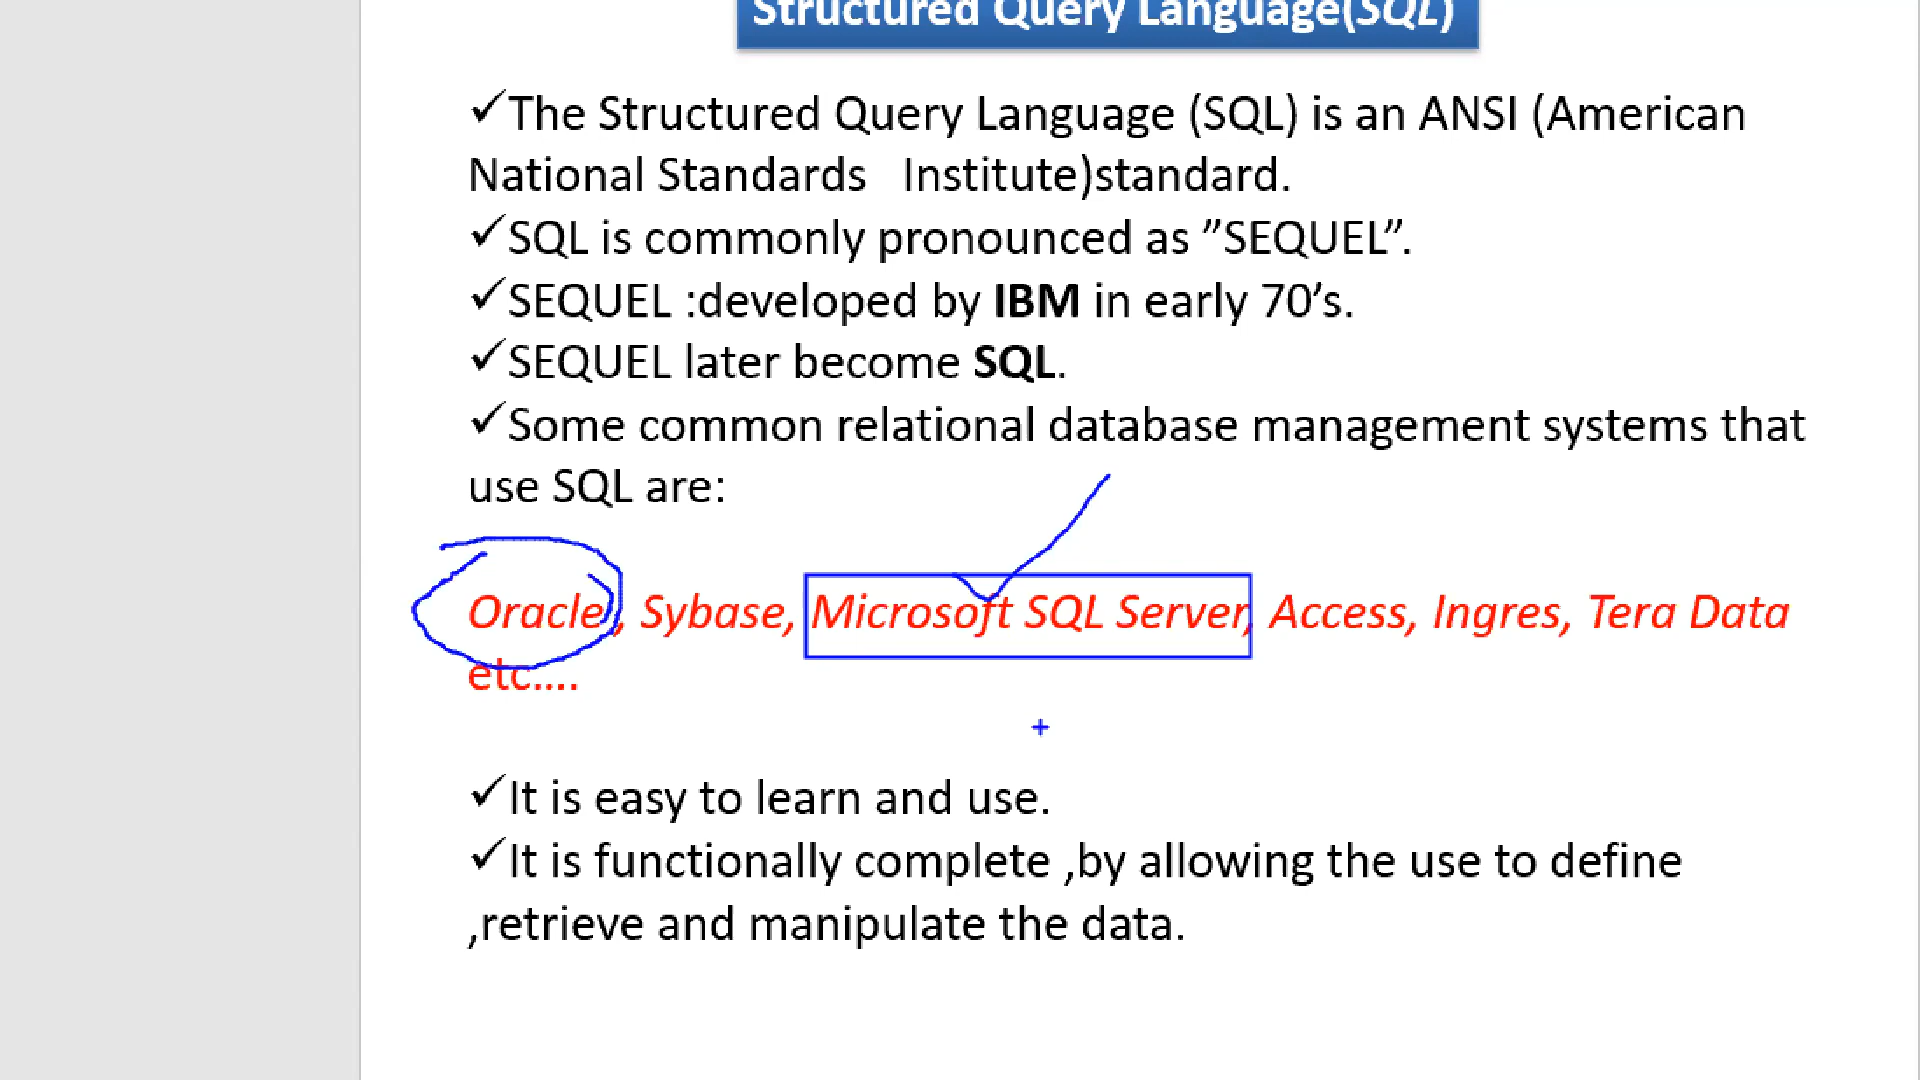 Structured Query Language(SQL)
✓The Structured Query Language (SQL) is an ANSI (American
National Standards   Institute)standard.
✓SQL is commonly pronounced as ”SEQUEL”.
✓SEQUEL :developed by IBM in early 70’s.
✓SEQUEL later become SQL.
✓Some common relational database management systems that
use SQL are:
Oracle, Sybase, Microsoft SQL Server, Access, Ingres, Tera Data
etc....
✓It is easy to learn and use.
✓It is functionally complete ,by allowing the use to define
,retrieve and manipulate the data.